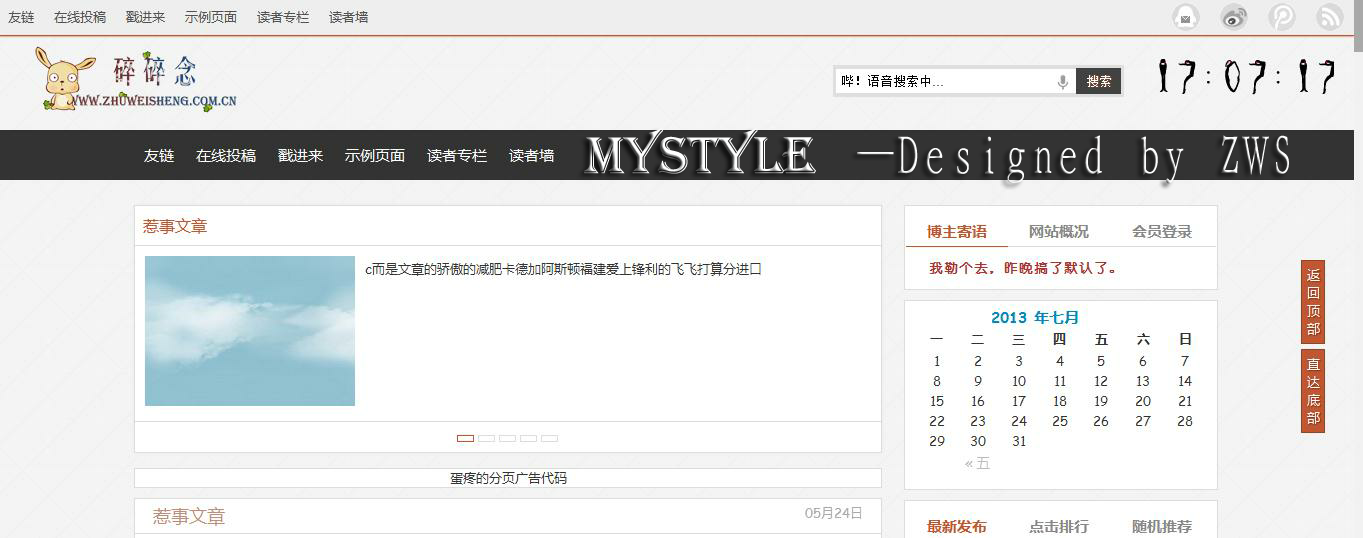 友链 在线投稿 戳进来 示例页面 读者专栏 读者墙
碎碎念
WWW.ZHUWEISHENG.COM.CN
哔！语音搜索中... 搜索
17:07:17
友链 在线投稿 戳进来 示例页面 读者专栏 读者墙 MYSTYLE —Designed by ZWS
惹事文章
c而是文章的骄傲的减肥卡德加阿斯顿福建爱上锋利的飞飞打算分进口
蛋疼的分页广告代码
惹事文章 05月24日
博主寄语 网站概况 会员登录
我勒个去，昨晚搞了默认了。
2013 年七月
一 二 三 四 五 六 日
1 2 3 4 5 6 7
8 9 10 11 12 13 14
15 16 17 18 19 20 21
22 23 24 25 26 27 28
29 30 31
« 五
最新发布 点击排行 随机推荐
返回顶部
直达底部